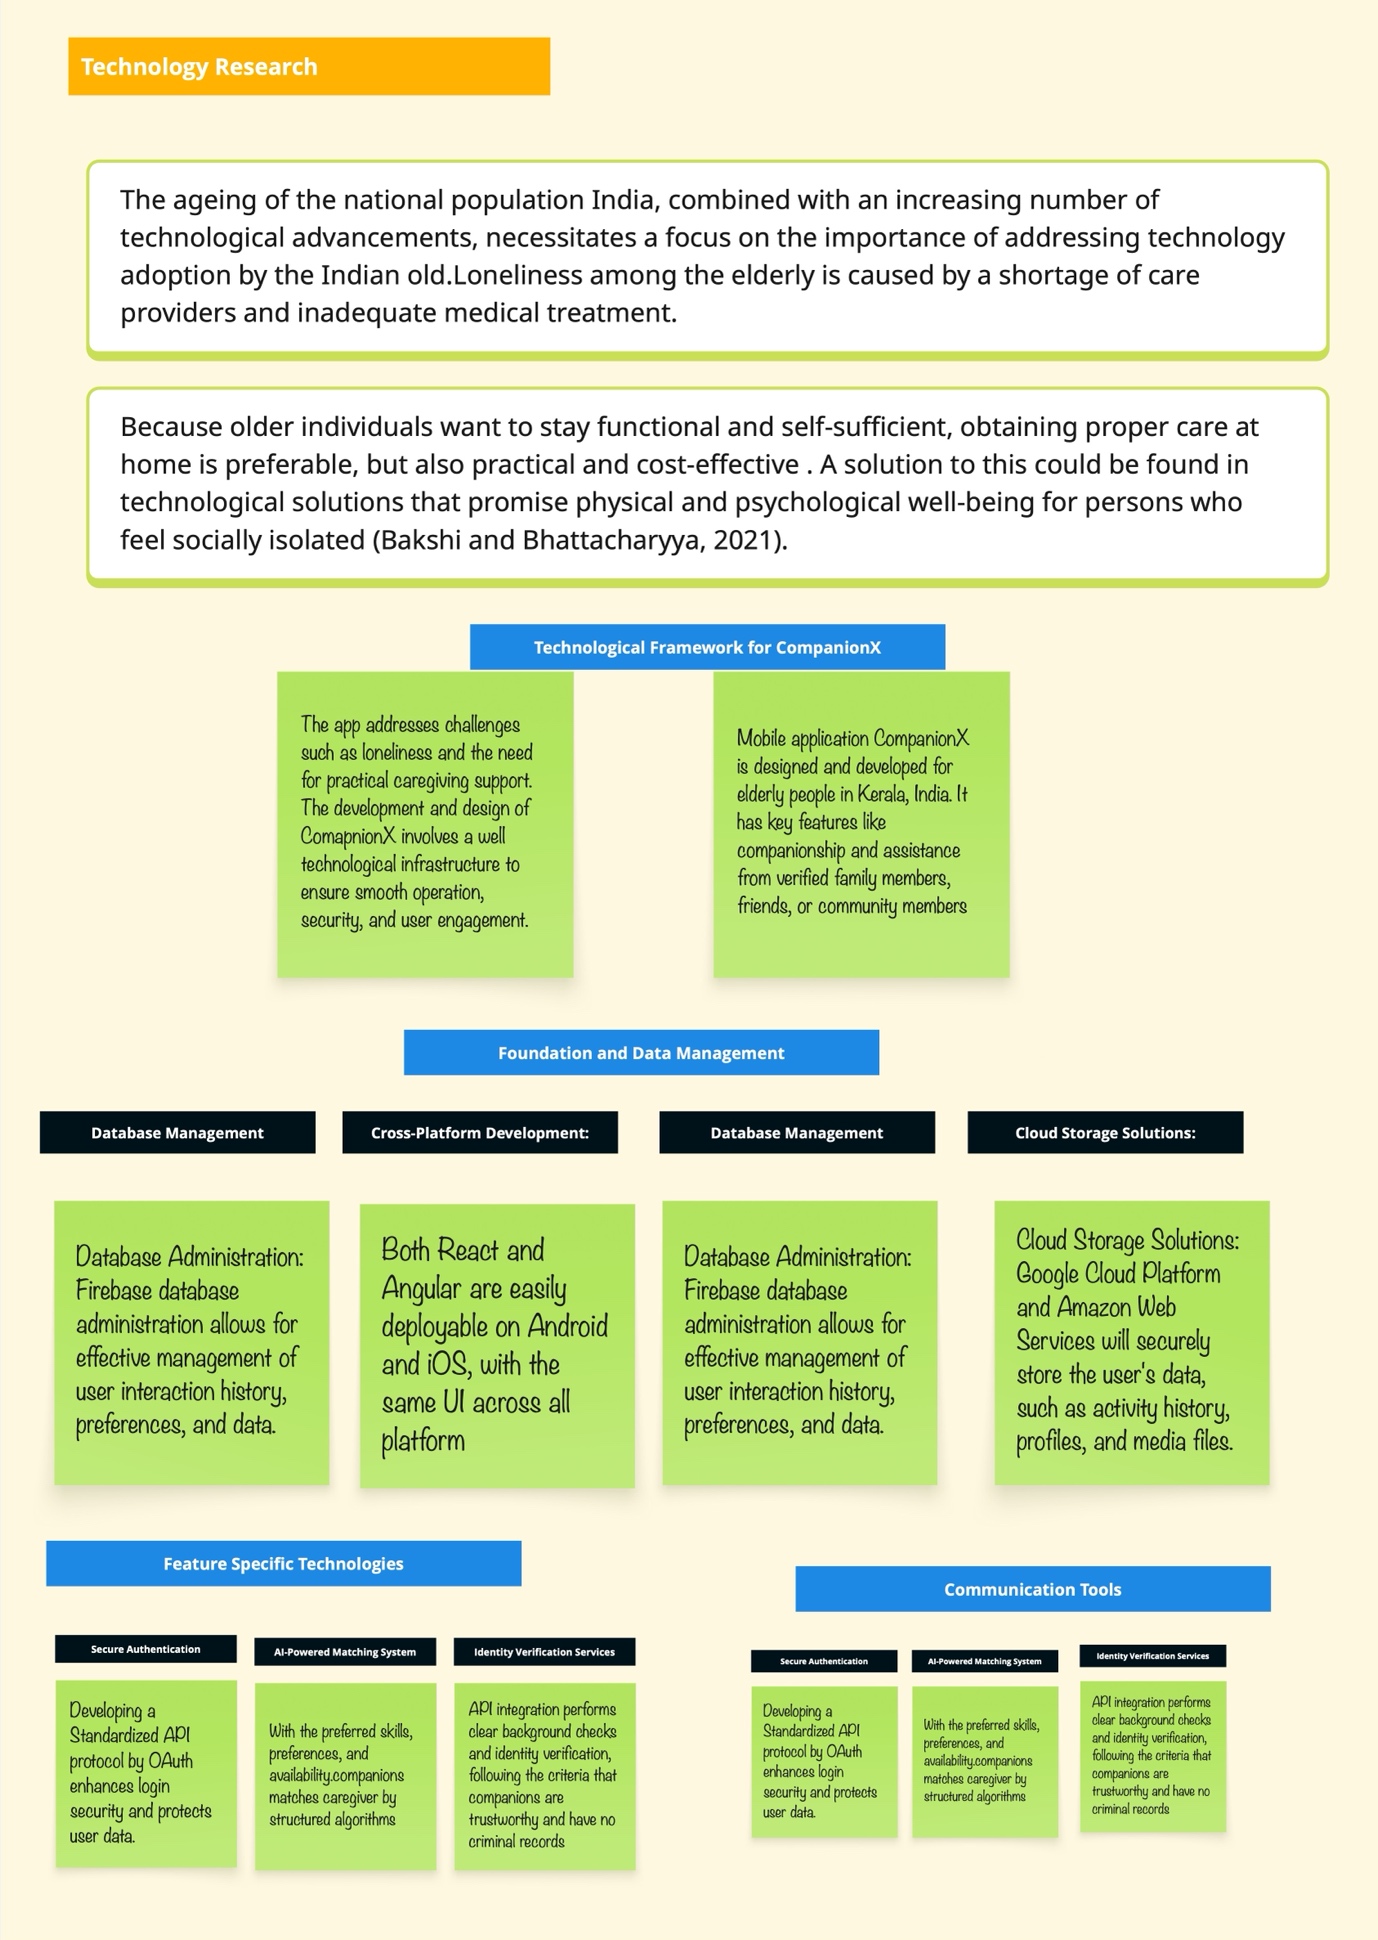 Technology Research
The ageing of the national population India, combined with an increasing number of
technological advancements, necessitates a focus on the importance of addressing technology
adoption by the Indian old.Loneliness among the elderly is caused by a shortage of care
providers and inadequate medical treatment.
Because older individuals want to stay functional and self-sufficient, obtaining proper care at
home is preferable, but also practical and cost-effective . A solution to this could be found in
technological solutions that promise physical and psychological well-being for persons who
feel socially isolated (Bakshi and Bhattacharyya, 2021).
Technological Framework for CompanionX
The app addresses challenges
such as loneliness and the need
for practical caregiving support.
The development and design of
ComapnionX involves a well
technological infrastructure to
ensure smooth operation,
security, and user engagement.
Mobile application CompanionX
is designed and developed for
elderly people in Kerala, India. It
has key features like
companionship and assistance
from verified family members,
friends, or community members
Foundation and Data Management
Database Management
Database Administration:
Firebase database
administration allows for
effective management of
user interaction history,
preferences, and data.
Cross-Platform Development:
Both React and
Angular are easily
deployable on Android
and iOS, with the
same UI across all
platform
Database Management
Database Administration:
Firebase database
administration allows for
effective management of
user interaction history,
preferences, and data.
Cloud Storage Solutions:
Cloud Storage Solutions:
Google Cloud Platform
and Amazon Web
Services will securely
store the user's data,
such as activity history,
profiles, and media files.
Feature Specific Technologies
Secure Authentication
Developing a
Standardized API
protocol by OAuth
enhances login
security and protects
user data.
AI-Powered Matching System
With the preferred skills,
preferences, and
availability.companions
matches caregiver by
structured algorithms
Identity Verification Services
API integration performs
clear background checks
and identity verification,
following the criteria that
companions are
trustworthy and have no
criminal records
Communication Tools
Secure Authentication
Developing a
Standardized API
protocol by OAuth
enhances login
security and protects
user data.
AI-Powered Matching System
With the preferred skills,
preferences, and
availability.companions
matches caregiver by
structured algorithms
Identity Verification Services
API integration performs
clear background checks
and identity verification,
following the criteria that
companions are
trustworthy and have no
criminal records